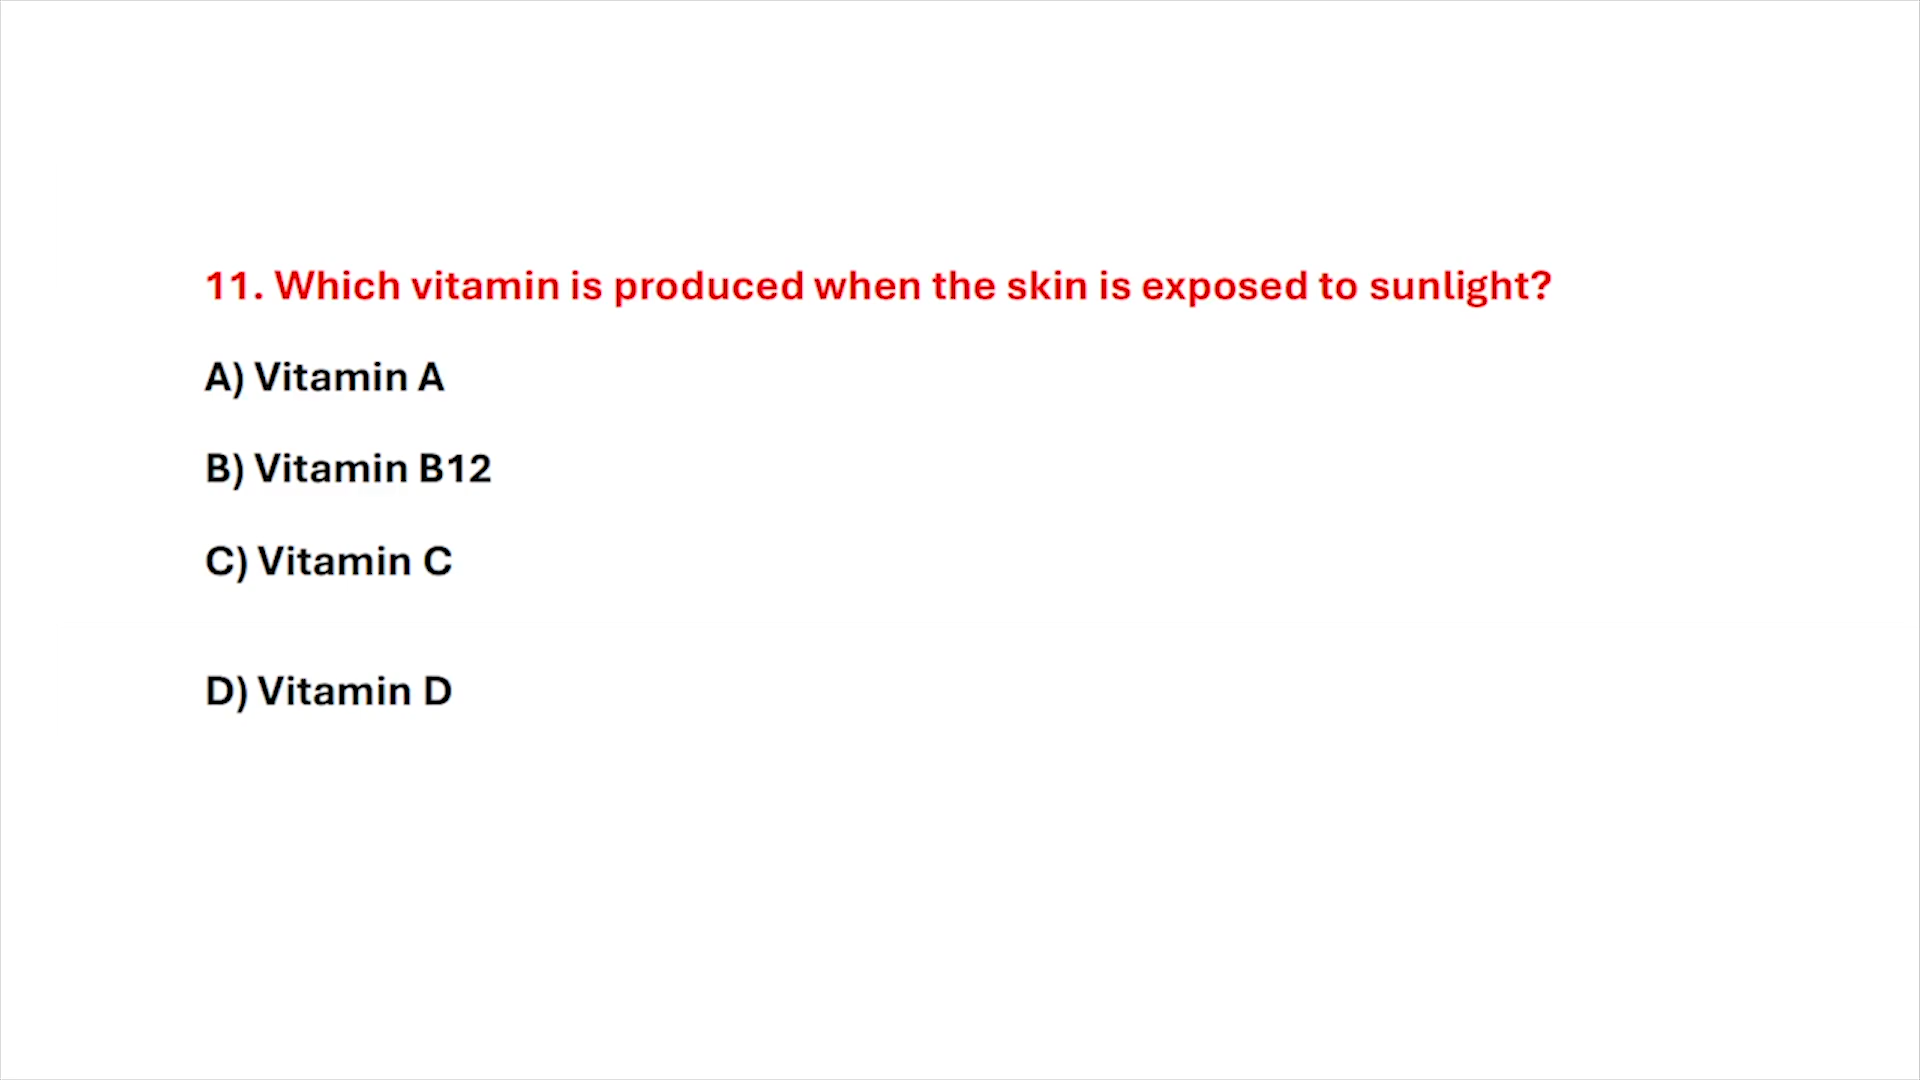 11. Which vitamin is produced when the skin is exposed to sunlight?
A) Vitamin A
B) Vitamin B12
C) Vitamin C
D) Vitamin D